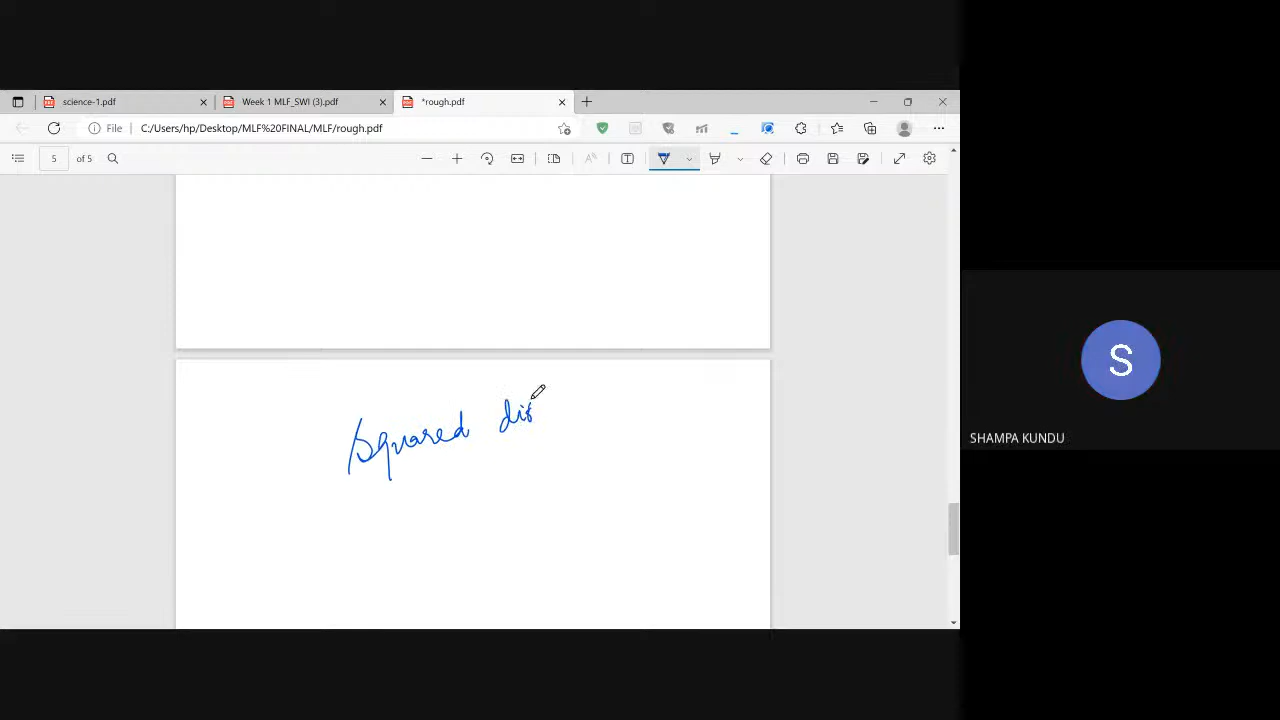 science-1.pdf
Week 1 MLF_SWI (3).pdf
*rough.pdf
File
C:/Users/hp/Desktop/MLF%20FINAL/MLF/rough.pdf
5 of 5
Squared dis
S
SHAMPA KUNDU